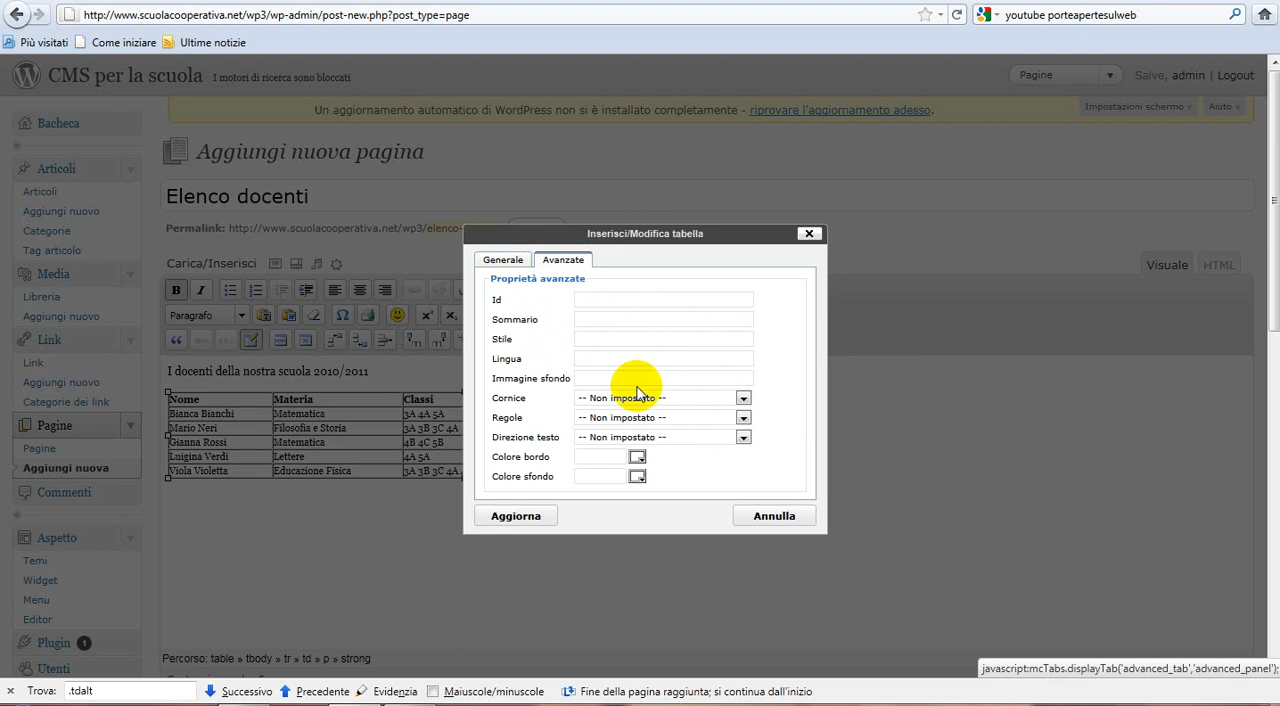 http://www.scuolacooperativa.net/wp3/wp-admin/post-new.php?post_type=page
youtube porteapertesulweb
Più visitati Come iniziare Ultime notizie
CMS per la scuola I motori di ricerca sono bloccati
Pagine Salve, admin | Logout
Un aggiornamento automatico di WordPress non si è installato completamente - riprovare l'aggiornamento adesso.
Impostazioni schermo Aiuto
Bacheca
Articoli
Articoli
Aggiungi nuovo
Categorie
Tag articolo
Media
Libreria
Aggiungi nuovo
Link
Link
Aggiungi nuovo
Categorie dei link
Pagine
Pagine
Aggiungi nuova
Commenti
Aspetto
Temi
Widget
Menu
Editor
Plugin 1
Utenti
Aggiungi nuova pagina
Elenco docenti
Permalink: http://www.scuolacooperativa.net/wp3/elenco-
Carica/Inserisci
Visuale HTML
B I
Paragrafo
I docenti della nostra scuola 2010/2011
Nome Materia Classi
Bianca Bianchi Matematica 3A 4A 5A
Mario Neri Filosofia e Storia 3A 3B 3C 4A
Gianna Rossi Matematica 4B 4C 5B
Luigina Verdi Lettere 4A 5A
Viola Violetta Educazione Fisica 3A 3B 3C 4A
Percorso: table » tbody » tr » td » p » strong
Inserisci/Modifica tabella
Generale Avanzate
Proprietà avanzate
Id
Sommario
Stile
Lingua
Immagine sfondo
Cornice -- Non impostato --
Regole -- Non impostato --
Direzione testo -- Non impostato --
Colore bordo
Colore sfondo
Aggiorna Annulla
javascript:mcTabs.displayTab('advanced_tab','advanced_panel');
Trova: .tdalt Successivo Precedente Evidenzia Maiuscole/minuscole Fine della pagina raggiunta; si continua dall'inizio